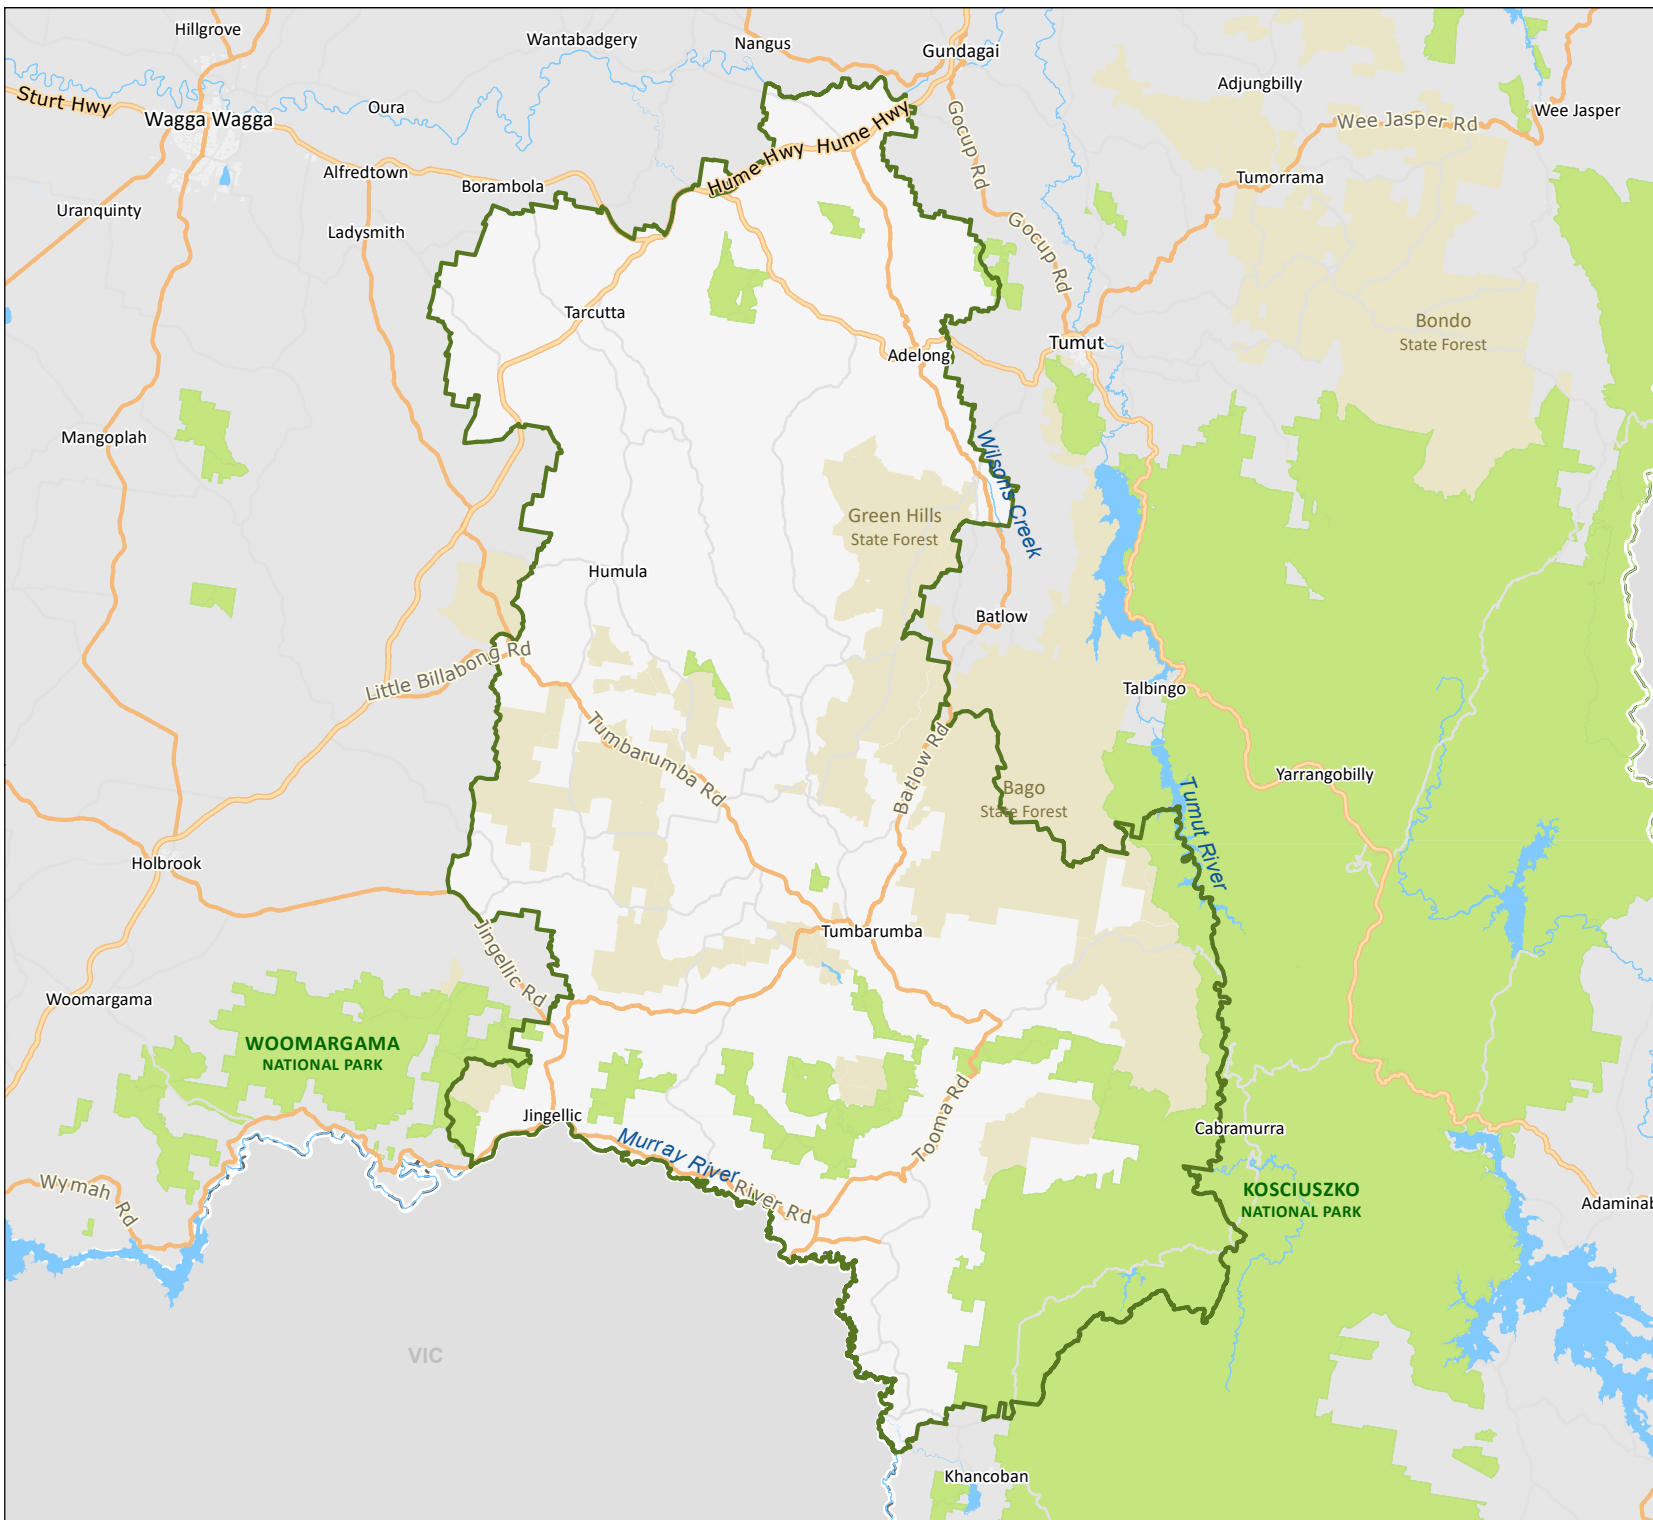 Hillgrove
Wantabadgery
Nangus
Gundagai
Adjungbilly
Sturt Hwy
Oura
Wagga Wagga
Wee Jasper
Wee Jasper Rd
Hume Hwy
Hume Hwy
Gocup Rd
Alfredtown
Borambola
Tumorrama
Uranquinty
Ladysmith
Gocup Rd
Tarcutta
Bondo
State Forest
Tumut
Adelong
Mangoplah
Wilsons Creek
Green Hills
State Forest
Humula
Batlow
Little Billabong Rd
Talbingo
Tumbarumba Rd
Batlow Rd
Yarrangobilly
Bago
State Forest
Tumut River
Holbrook
Tumbarumba
Jingellic Rd
Woomargama
WOOMARGAMA
NATIONAL PARK
Jingellic
Tooma Rd
Cabramurra
Murray River
River Rd
Wymah Rd
KOSCIUSZKO
NATIONAL PARK
Adaminab
VIC
Khancoban